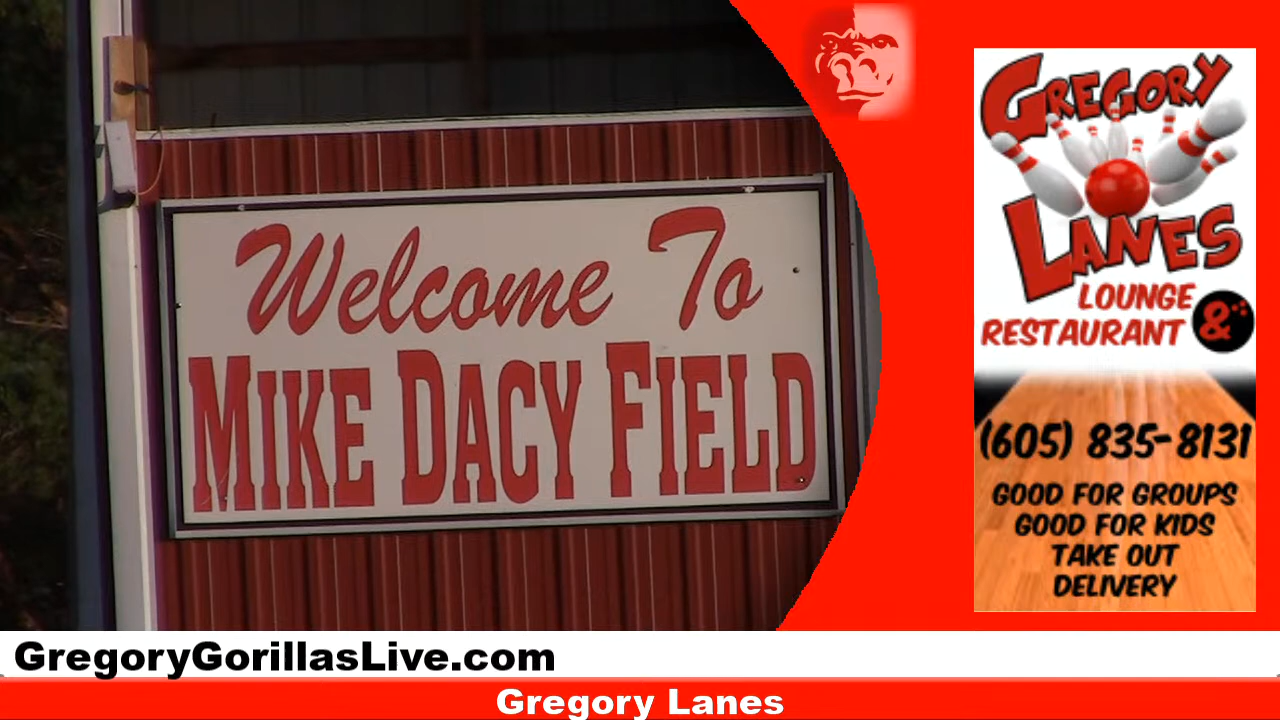 Welcome To
MIKE DACY FIELD
GREGORY
LANES
LOUNGE
RESTAURANT &
(605) 835-8131
GOOD FOR GROUPS
GOOD FOR KIDS
TAKE OUT
DELIVERY
GregoryGorillasLive.com
Gregory Lanes